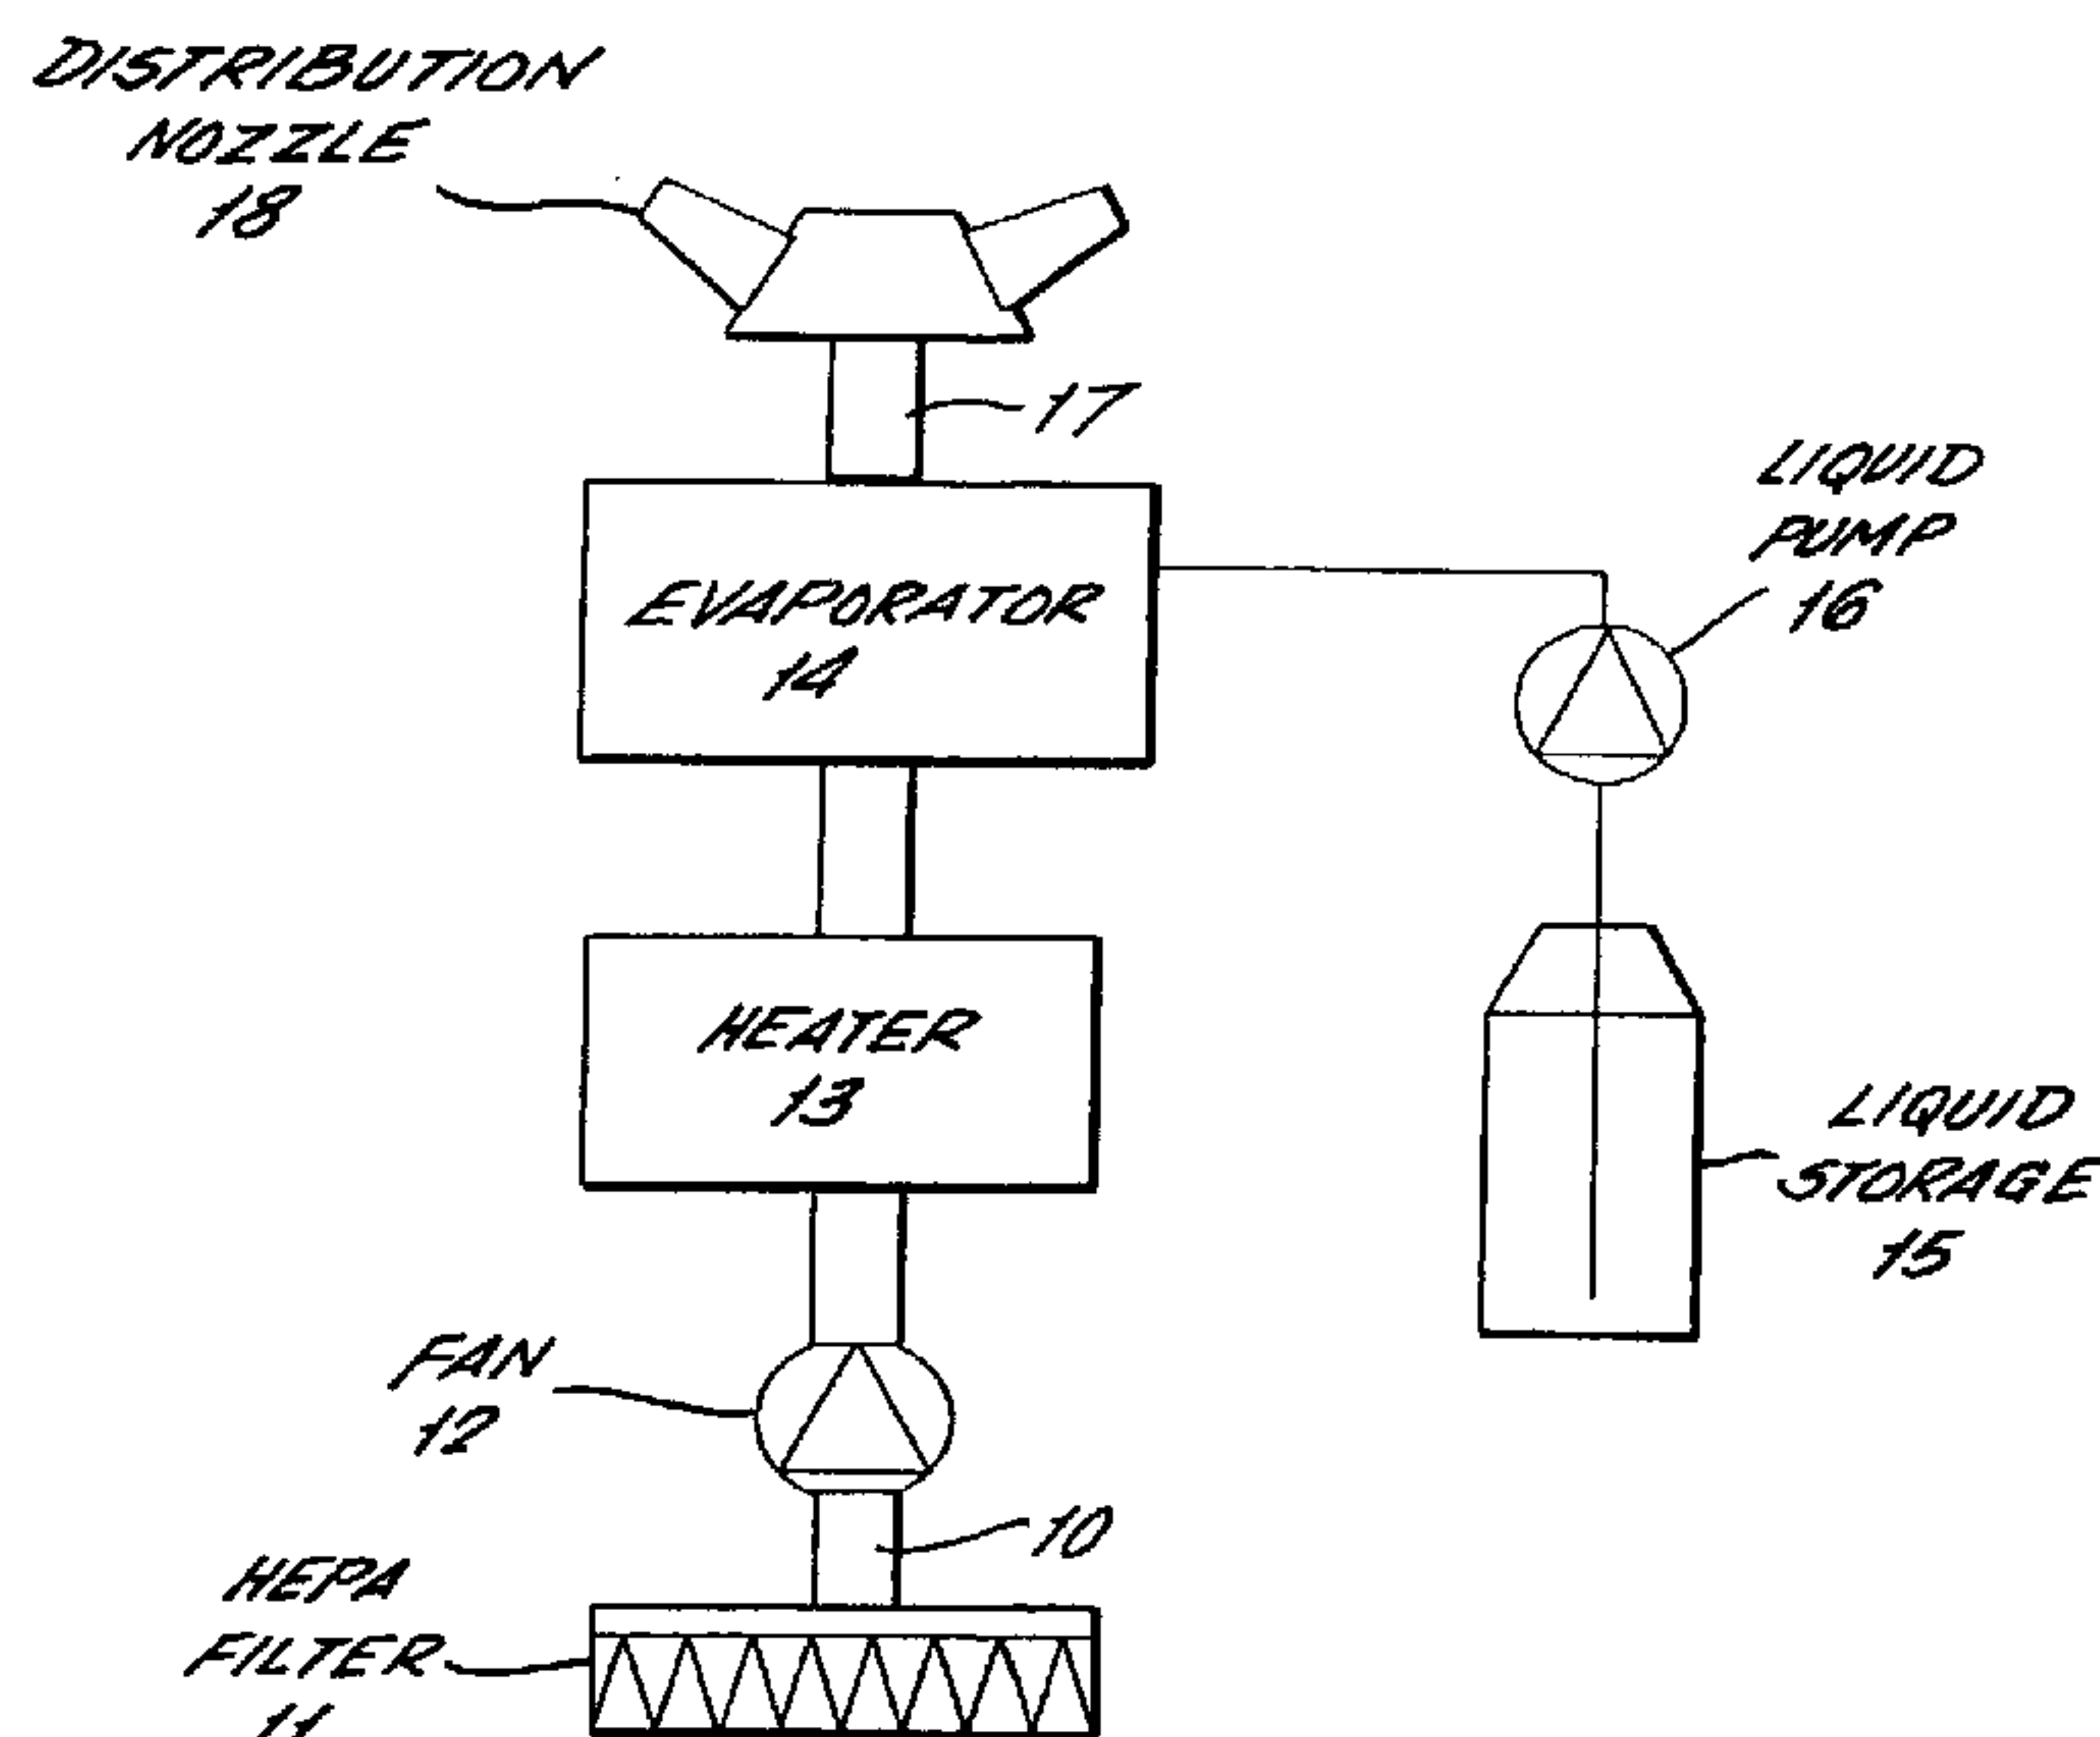 DISTRIBUTION
NOZZLE
18
17
LIQUID
PUMP
16
EVAPORATOR
14
HEATER
13
LIQUID
STORAGE
15
FAN
12
10
HEPA
FILTER
11